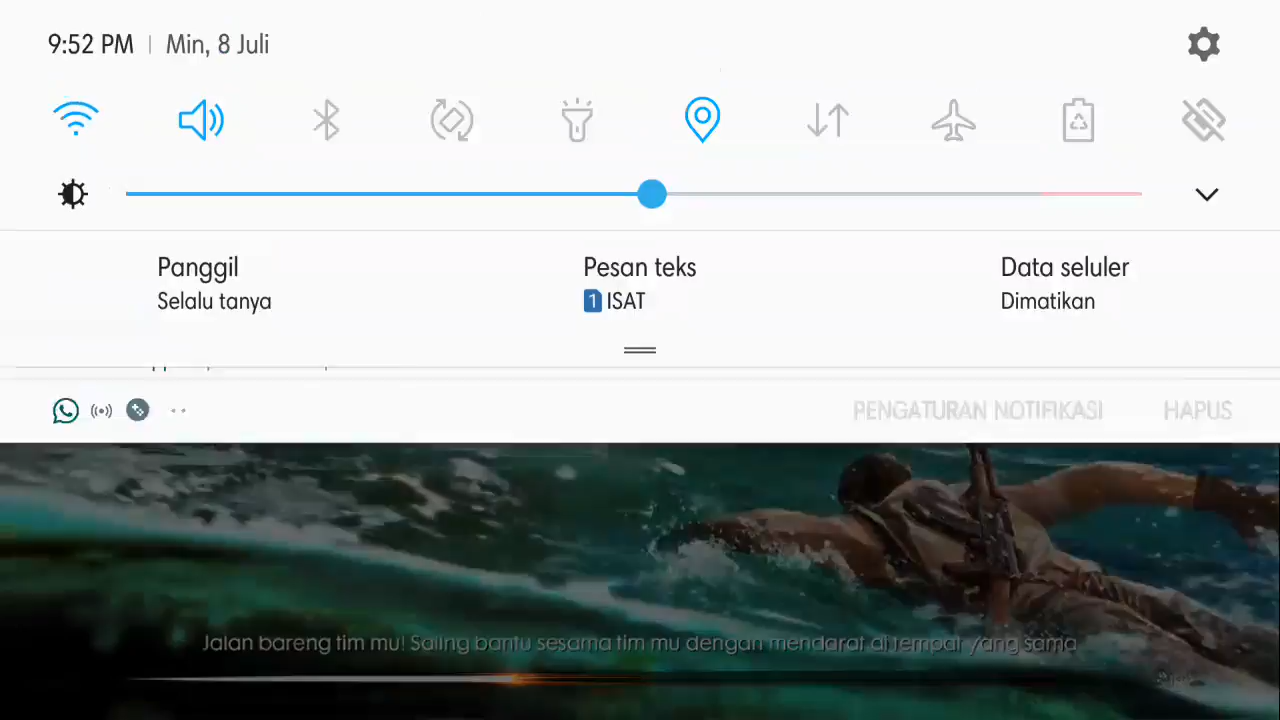 9:52 PM | Min, 8 Juli
Panggil
Selalu tanya
Pesan teks
1 ISAT
Data seluler
Dimatikan
PENGATURAN NOTIFIKASI HAPUS
Jalan bareng tim mu! Saling bantu sesama tim mu dengan mendarat di tempat yang sama